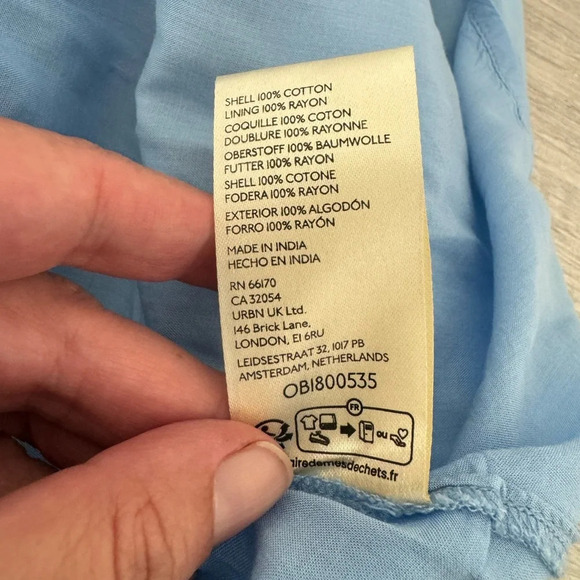 SHELL 100% COTTON
LINING 100% RAYON
COQUILLE 100% COTON
DOUBLURE 100% RAYONNE
OBERSTOFF 100% BAUMWOLLE
FUTTER 100% RAYON
SHELL 100% COTONE
FODERA 100% RAYON
EXTERIOR 100% ALGODÓN
FORRO 100% RAYÓN
MADE IN INDIA
HECHO EN INDIA
RN 66170
CA 32054
URBN UK Ltd.
146 Brick Lane,
LONDON, E1 6RU
LEIDSESTRAAT 32, 1017 PB
AMSTERDAM, NETHERLANDS
OB1800535
FR
ou
airedemesdechets.fr